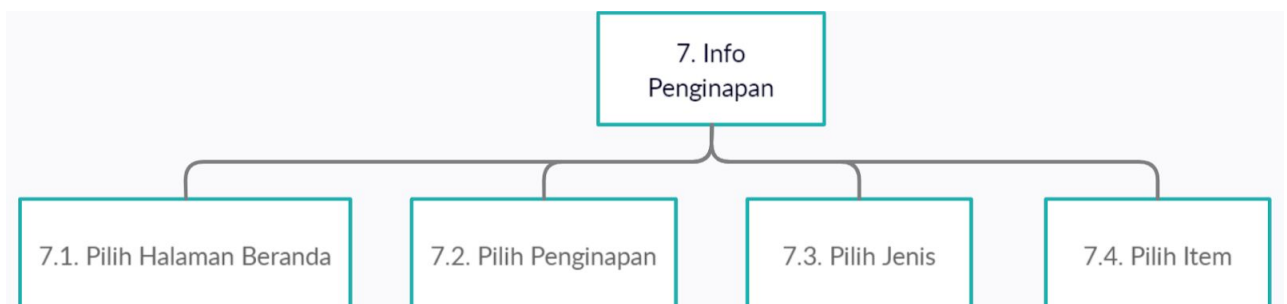 7. Info
Penginapan
7.1. Pilih Halaman Beranda
7.2. Pilih Penginapan
7.3. Pilih Jenis
7.4. Pilih Item